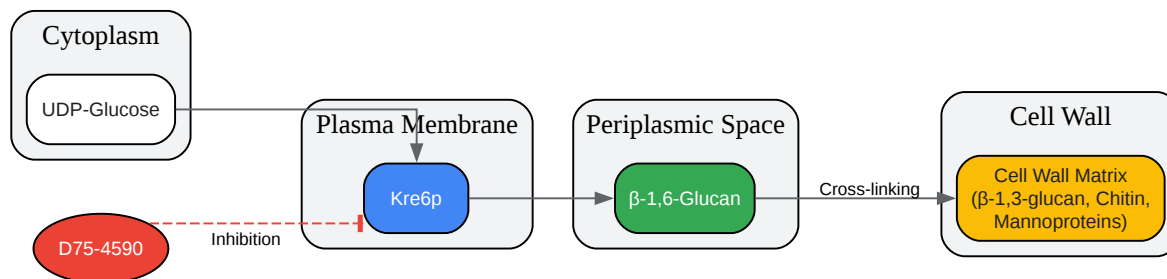 Cytoplasm
UDP-Glucose
Plasma Membrane
Kre6p
Periplasmic Space
β-1,6-Glucan
Cross-linking
Cell Wall
Cell Wall Matrix
(β-1,3-glucan, Chitin,
Mannoproteins)
D75-4590
Inhibition